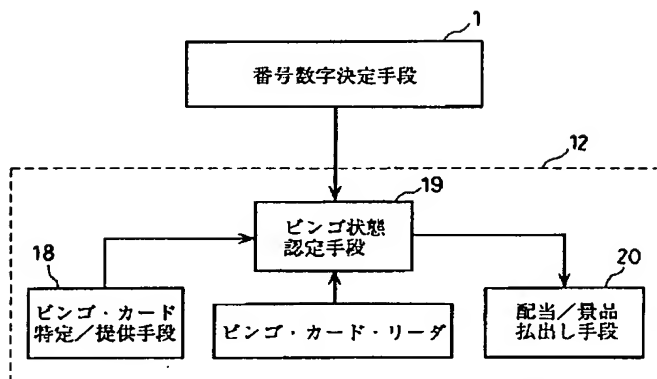 1
番号数字決定手段
12
19
ビンゴ状態
認定手段
18
ビンゴ・カード
特定/提供手段
ビンゴ・カード・リーダ
20
配当/景品
払出し手段